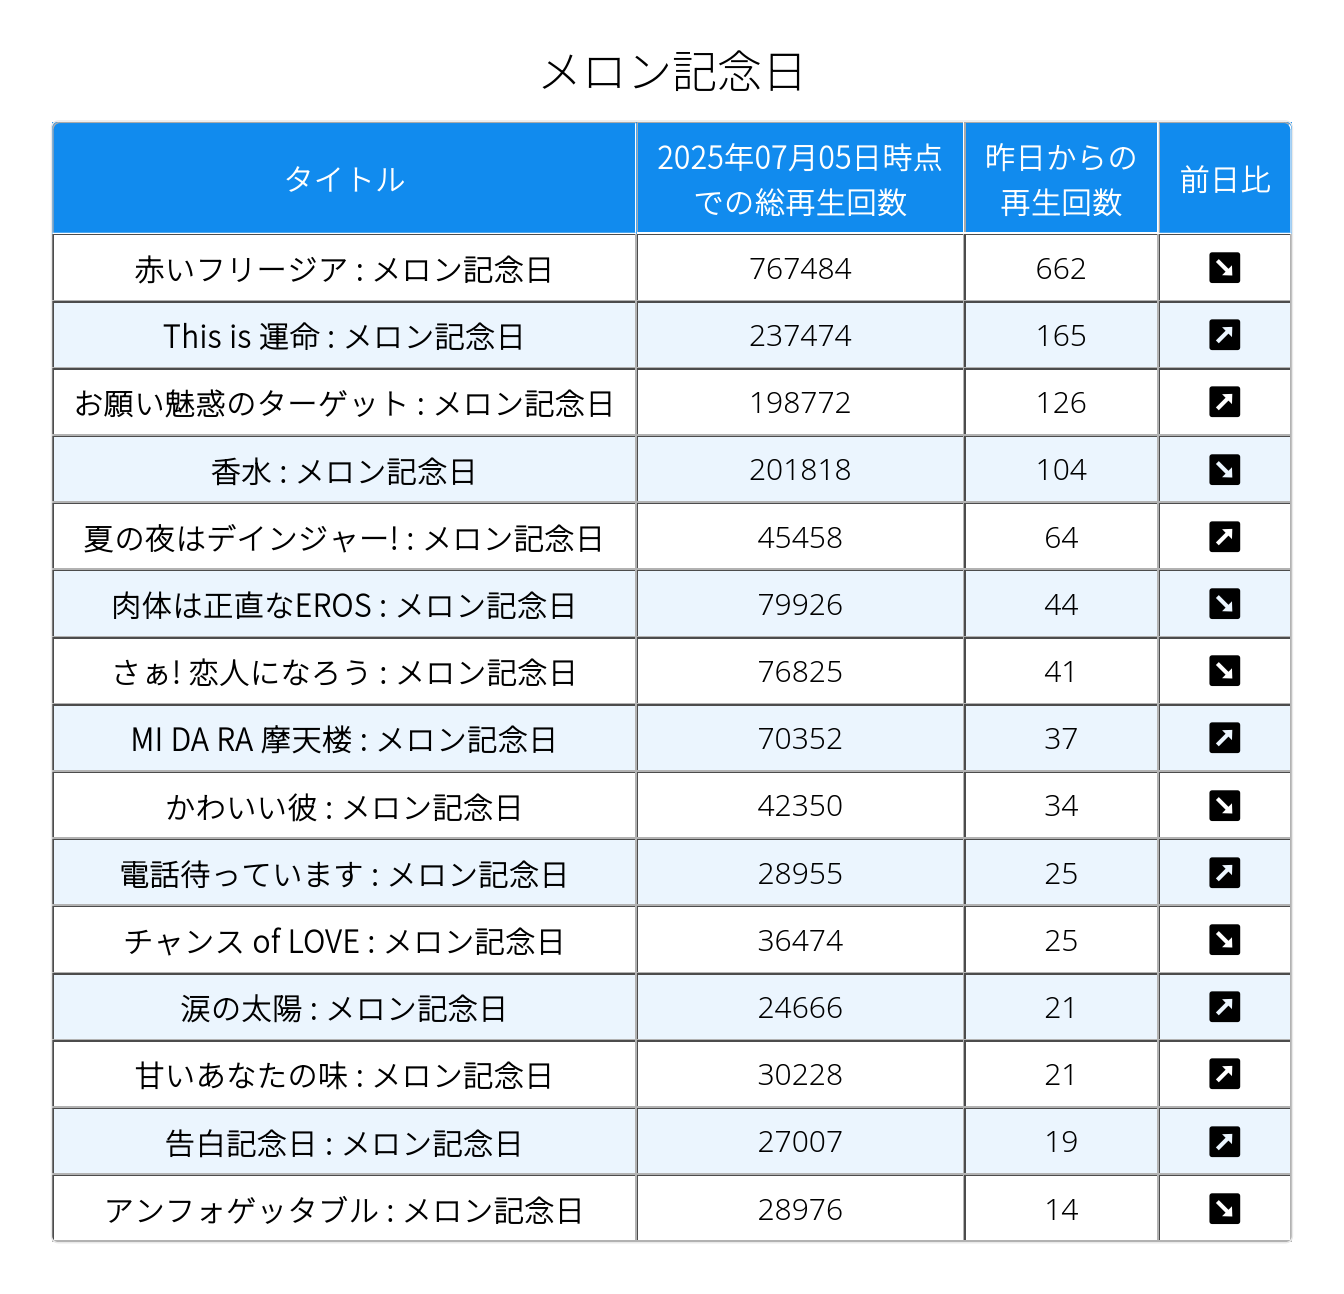 メロン記念日
タイトル
2025年07月05日時点
での総再生回数
昨日からの
再生回数
前日比
赤いフリージア : メロン記念日 767484 662
This is 運命 : メロン記念日 237474 165
お願い魅惑のターゲット : メロン記念日 198772 126
香水 : メロン記念日 201818 104
夏の夜はデインジャー! : メロン記念日 45458 64
肉体は正直なEROS : メロン記念日 79926 44
さぁ! 恋人になろう : メロン記念日 76825 41
MI DA RA 摩天楼 : メロン記念日 70352 37
かわいい彼 : メロン記念日 42350 34
電話待っています : メロン記念日 28955 25
チャンス of LOVE : メロン記念日 36474 25
涙の太陽 : メロン記念日 24666 21
甘いあなたの味 : メロン記念日 30228 21
告白記念日 : メロン記念日 27007 19
アンフォゲッタブル : メロン記念日 28976 14